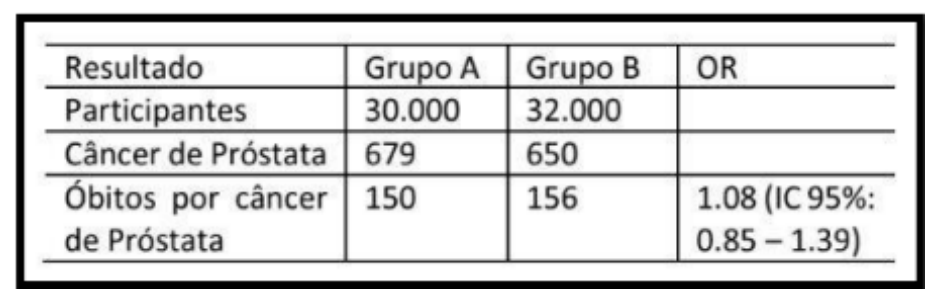 Resultado Grupo A Grupo B OR
Participantes 30.000 32.000
Câncer de Próstata 679 650
Óbitos por câncer 150 156 1.08 (IC 95%:
de Próstata 0.85 – 1.39)